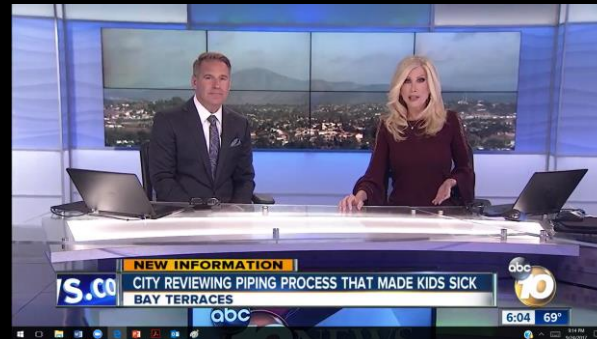 NEW INFORMATION
CITY REVIEWING PIPING PROCESS THAT MADE KIDS SICK
BAY TERRACES
S.CO
abc
abc
10
6:04 69°